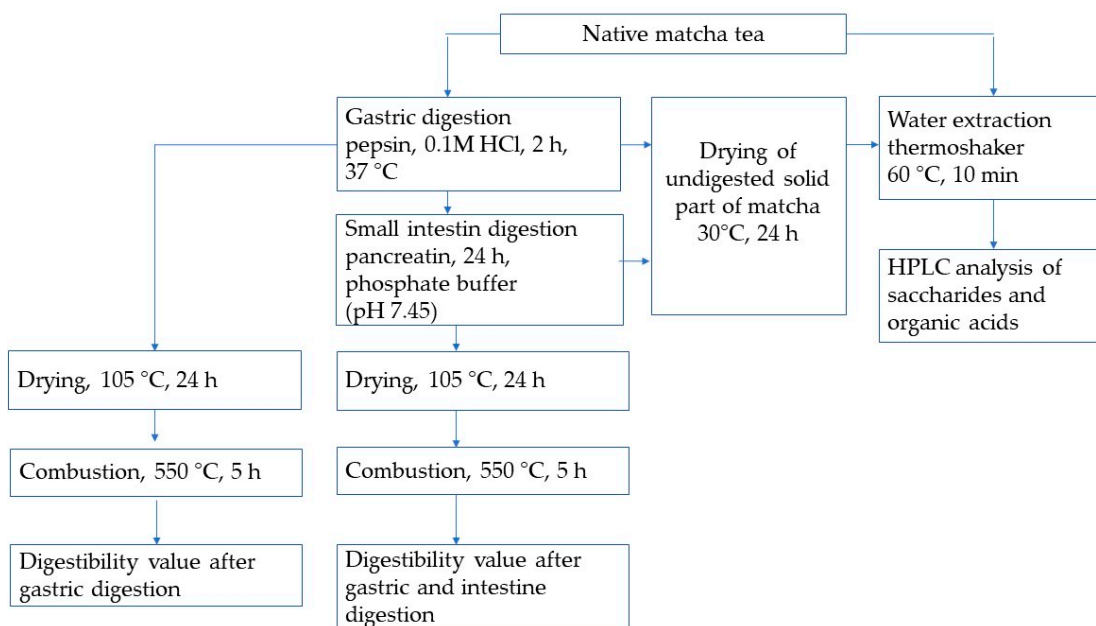 Native matcha tea
Gastric digestion
pepsin, 0.1M HCl, 2 h,
37 °C
Drying of
undigested solid
part of matcha
30°C, 24 h
Water extraction
thermoshaker
60 °C, 10 min
Small intestin digestion
pancreatin, 24 h,
phosphate buffer
(pH 7.45)
HPLC analysis of
saccharides and
organic acids
Drying, 105 °C, 24 h
Drying, 105 °C, 24 h
Combustion, 550 °C, 5 h
Combustion, 550 °C, 5 h
Digestibility value after
gastric digestion
Digestibility value after
gastric and intestine
digestion